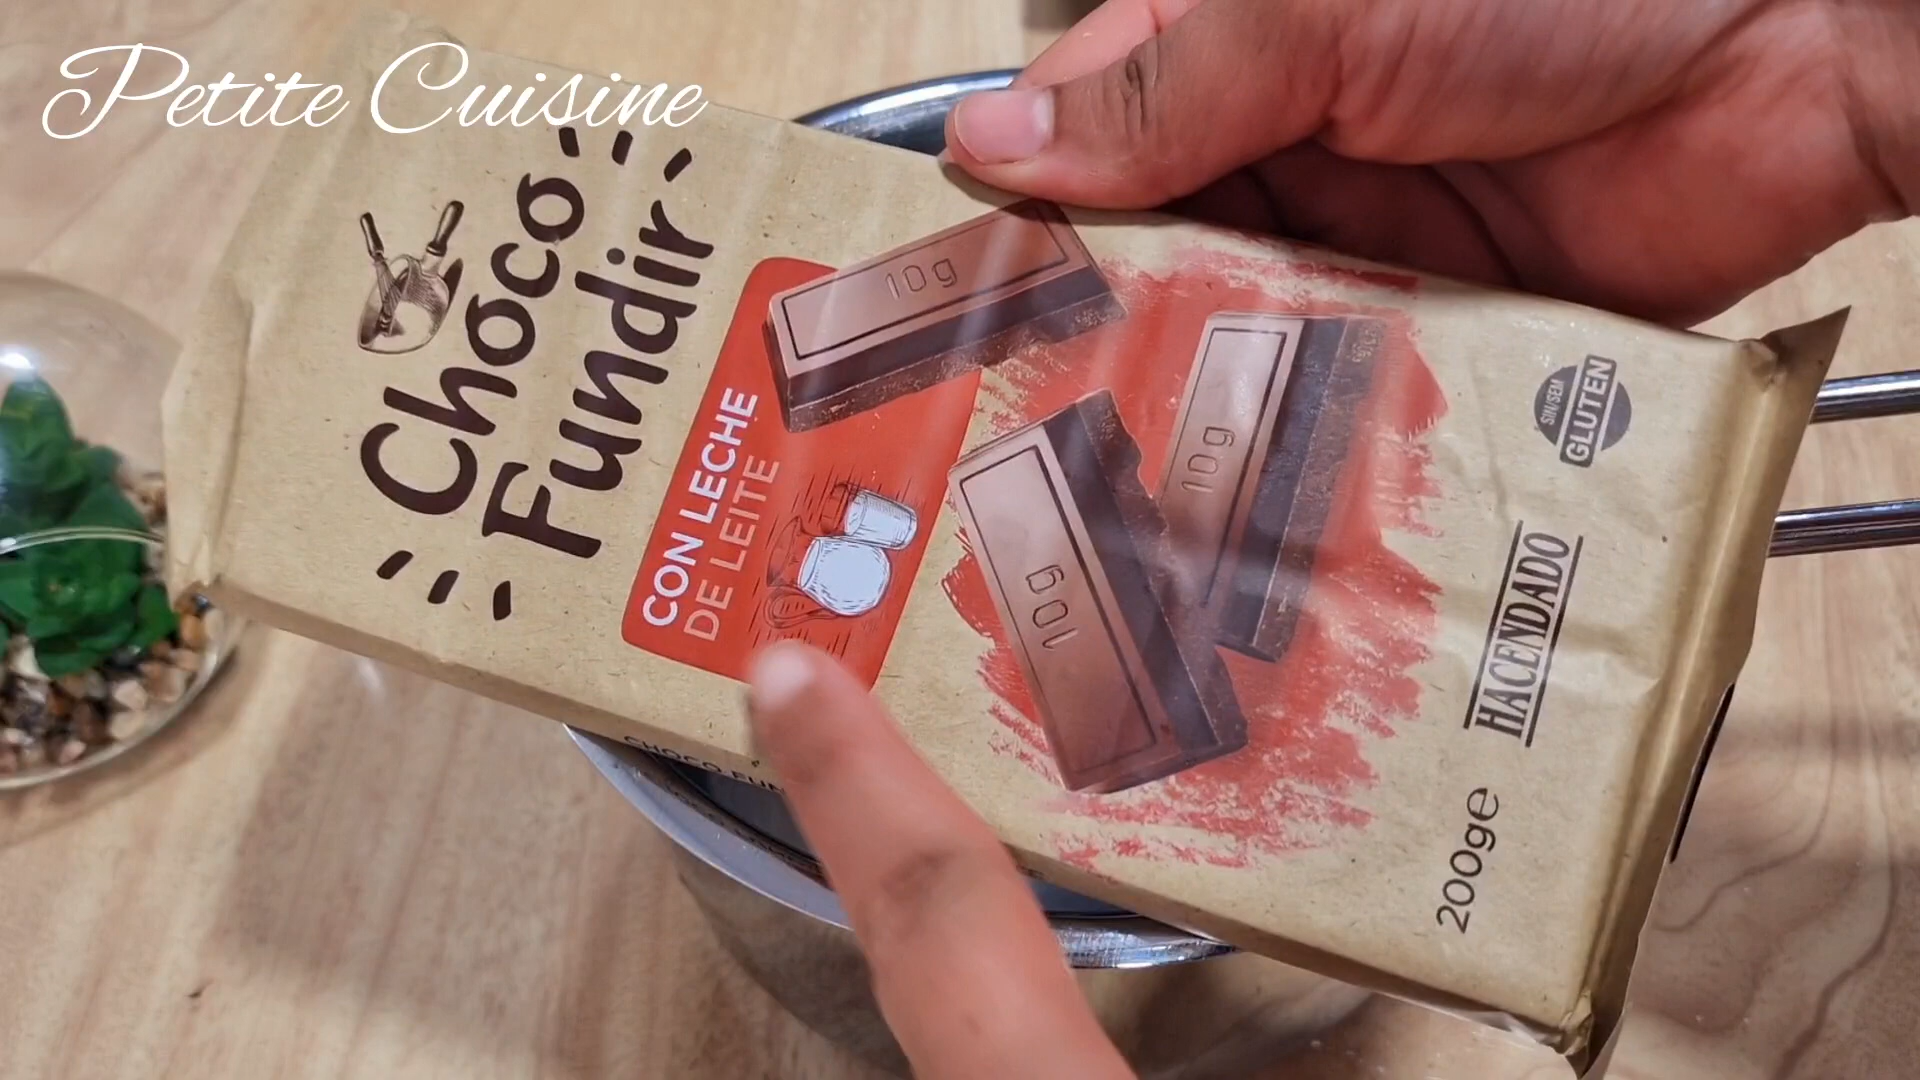 Petite Cuisine
Choco
Fundir
CON LECHE
DE LEITE
10g
10g
10g
SIN/SEM
GLUTEN
HACENDADO
200g℮